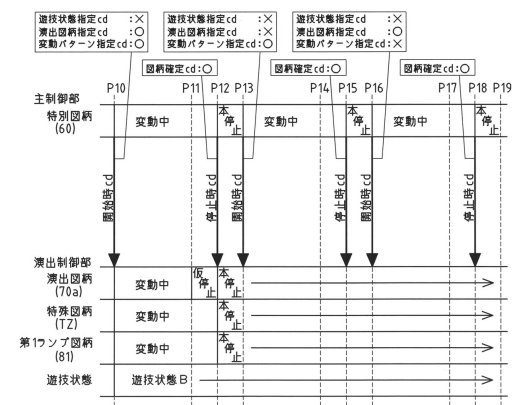 遊技状態指定cd :×
演出図柄指定cd :○
変動パターン指定cd:○
遊技状態指定cd :×
演出図柄指定cd :×
変動パターン指定cd:○
遊技状態指定cd :×
演出図柄指定cd :×
変動パターン指定cd:×
図柄確定cd:○
図柄確定cd:○
図柄確定cd:○
P10 P11 P12 P13 P14 P15 P16 P17 P18 P19
主制御部
特別図柄
(60)
変動中
本停止
変動中
本停止
変動中
本停止
開始時cd
停止時cd
開始時cd
停止時cd
開始時cd
停止時cd
演出制御部
演出図柄
(70a)
変動中
仮停止
本停止
特殊図柄
(TZ)
変動中
本停止
第1ランプ図柄
(81)
変動中
本停止
遊技状態
遊技状態B